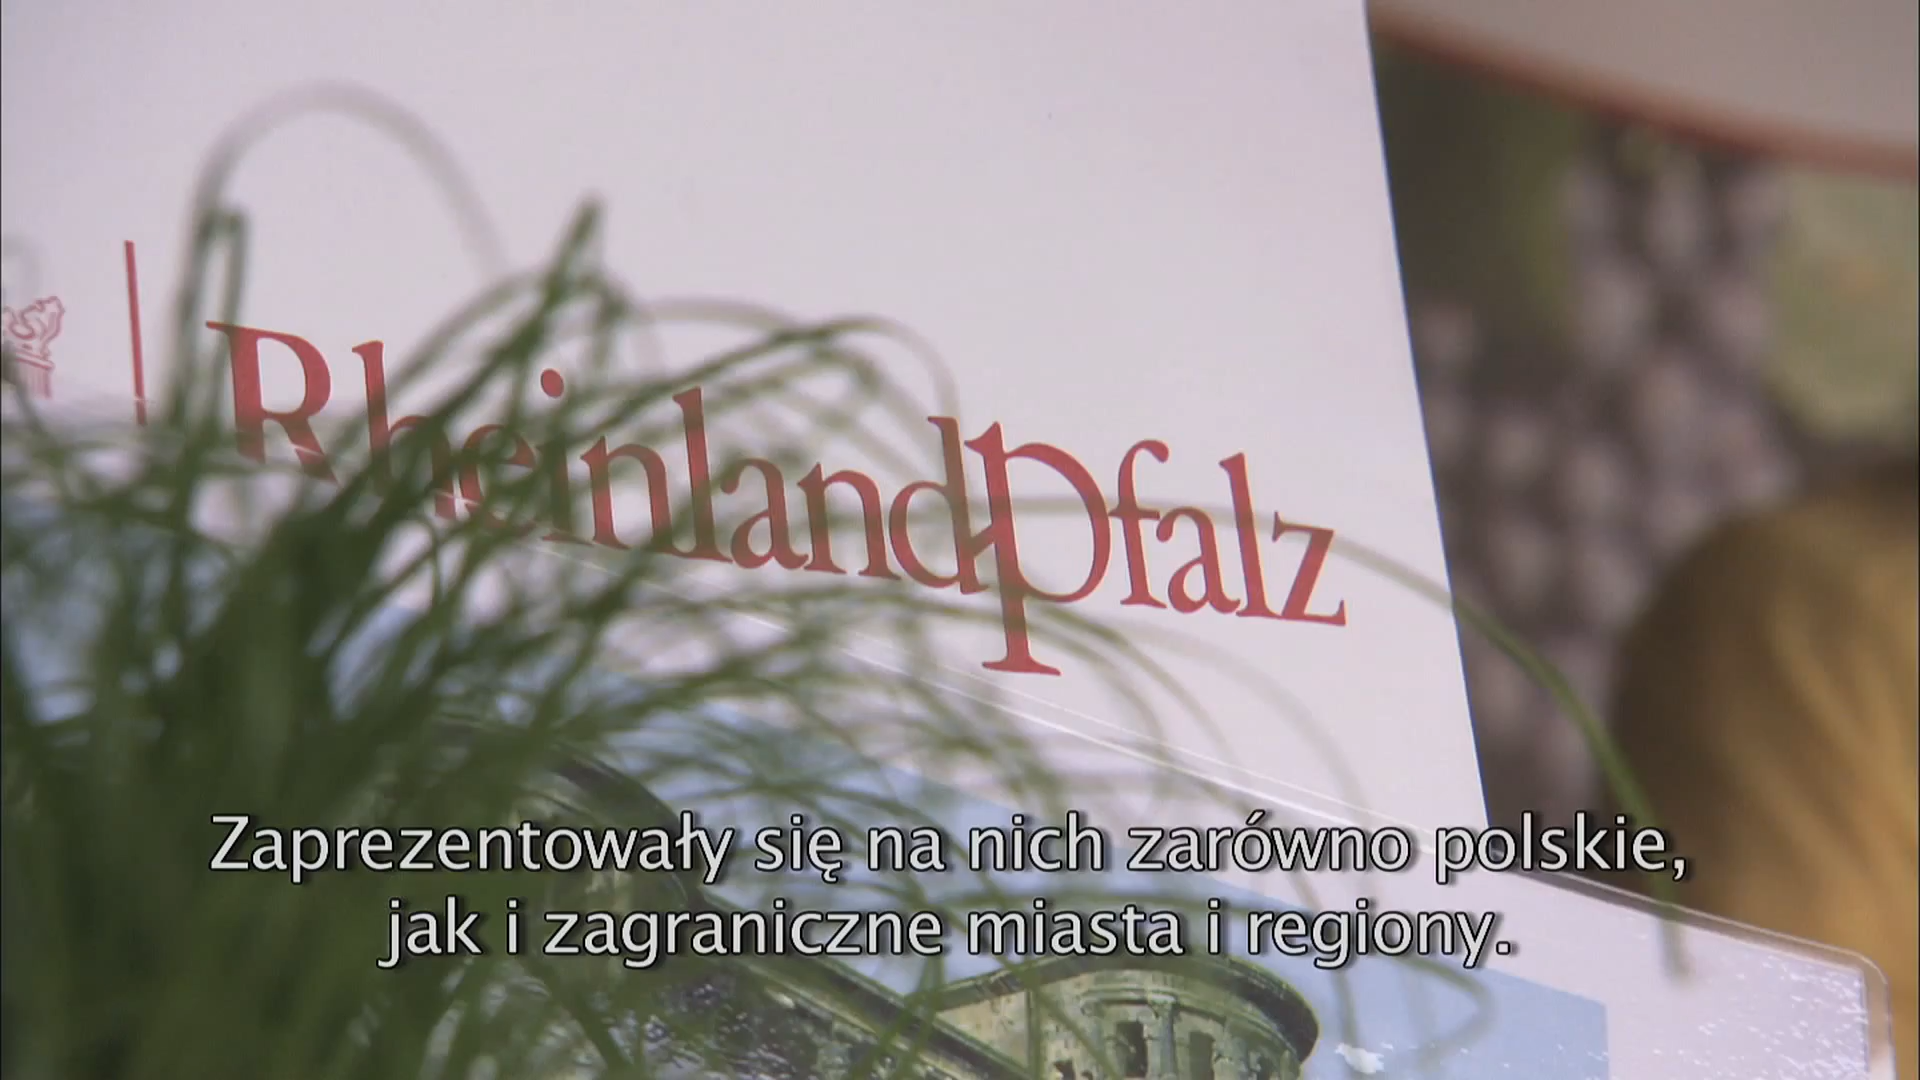 RheinlandPfalz
Zaprezentowały się na nich zarówno polskie,
jak i zagraniczne miasta i regiony.